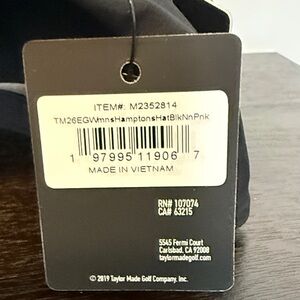 ITEM#: M2352814
TM26EGWmnsHamptonsHatBlkNnPnk
1 97995 11906 7
MADE IN VIETNAM
RN# 107074
CA# 63215
5545 Fermi Court
Carlsbad, CA 92008
taylormadegolf.com
© 2019 Taylor Made Golf Company, Inc.